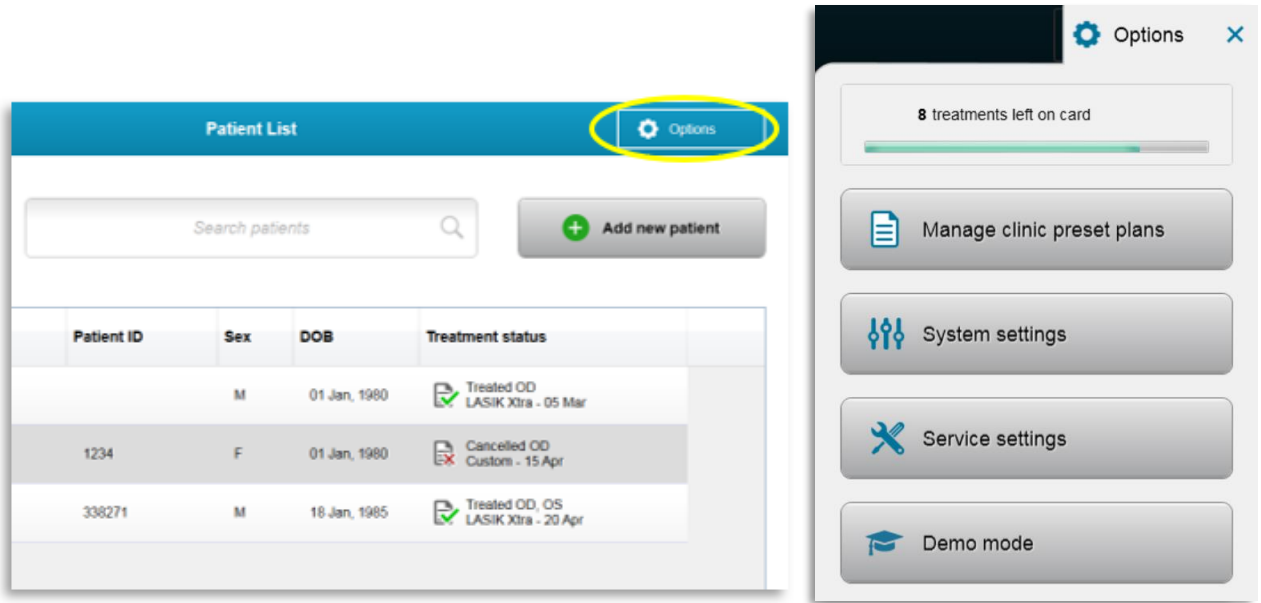 Patient List
Options
Search patients
Add new patient
Patient ID Sex DOB Treatment status
M 01 Jan, 1980 Treated OD
LASIK Xtra - 05 Mar
1234 F 01 Jan, 1980 Cancelled OD
Custom - 15 Apr
338271 M 18 Jan, 1985 Treated OD, OS
LASIK Xtra - 20 Apr
Options
8 treatments left on card
Manage clinic preset plans
System settings
Service settings
Demo mode